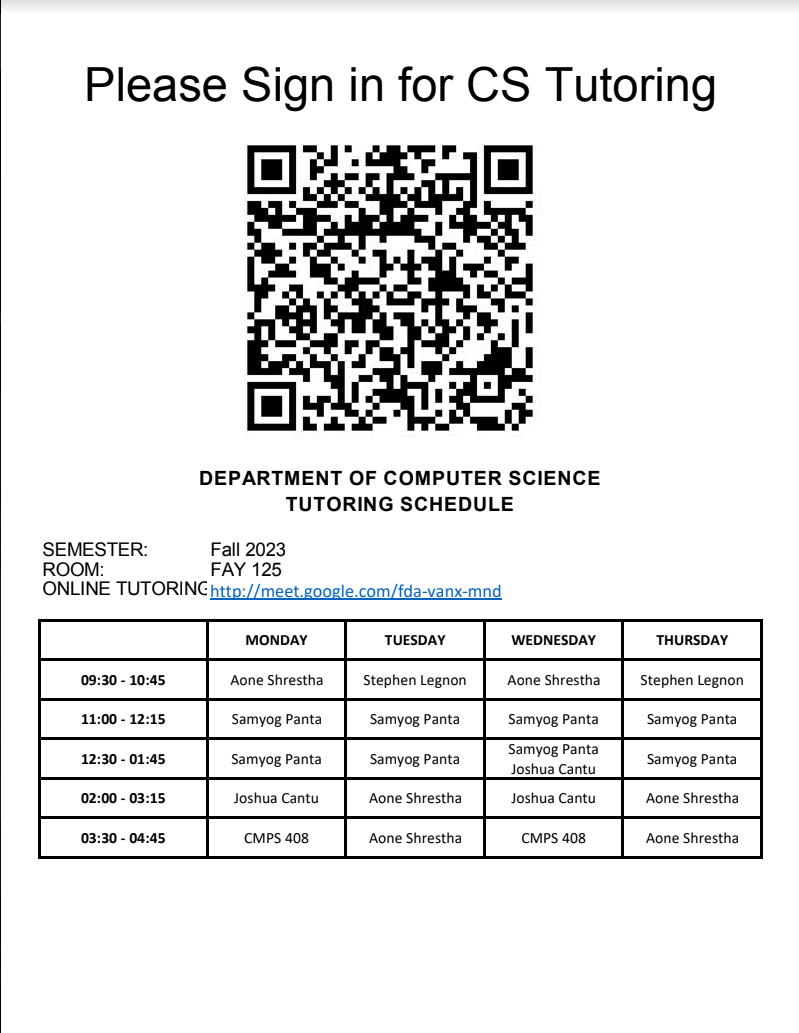 Please Sign in for CS Tutoring
DEPARTMENT OF COMPUTER SCIENCE
TUTORING SCHEDULE
SEMESTER: Fall 2023
ROOM: FAY 125
ONLINE TUTORING http://meet.google.com/fda-vanx-mnd
MONDAY TUESDAY WEDNESDAY THURSDAY
09:30 - 10:45 Aone Shrestha Stephen Legnon Aone Shrestha Stephen Legnon
11:00 - 12:15 Samyog Panta Samyog Panta Samyog Panta Samyog Panta
12:30 - 01:45 Samyog Panta Samyog Panta Samyog Panta Joshua Cantu Samyog Panta
02:00 - 03:15 Joshua Cantu Aone Shrestha Joshua Cantu Aone Shrestha
03:30 - 04:45 CMPS 408 Aone Shrestha CMPS 408 Aone Shrestha